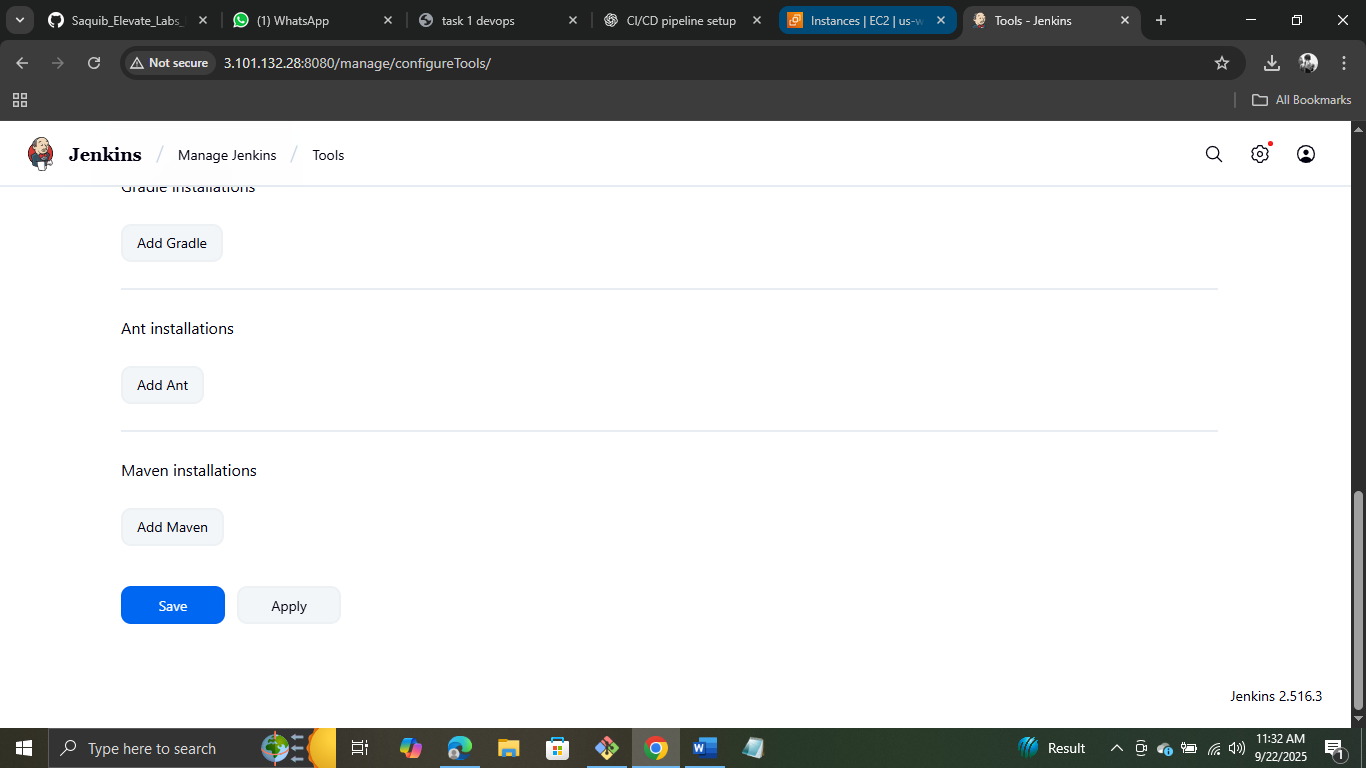 Saquib_Elevate_Labs_
(1) WhatsApp
task 1 devops
CI/CD pipeline setup
Instances | EC2 | us-w
Tools - Jenkins
Not secure
3.101.132.28:8080/manage/configureTools/
All Bookmarks
Jenkins / Manage Jenkins / Tools
Gradle installations
Add Gradle
Ant installations
Add Ant
Maven installations
Add Maven
Save
Apply
Jenkins 2.516.3
Type here to search
Result
11:32 AM
9/22/2025
1